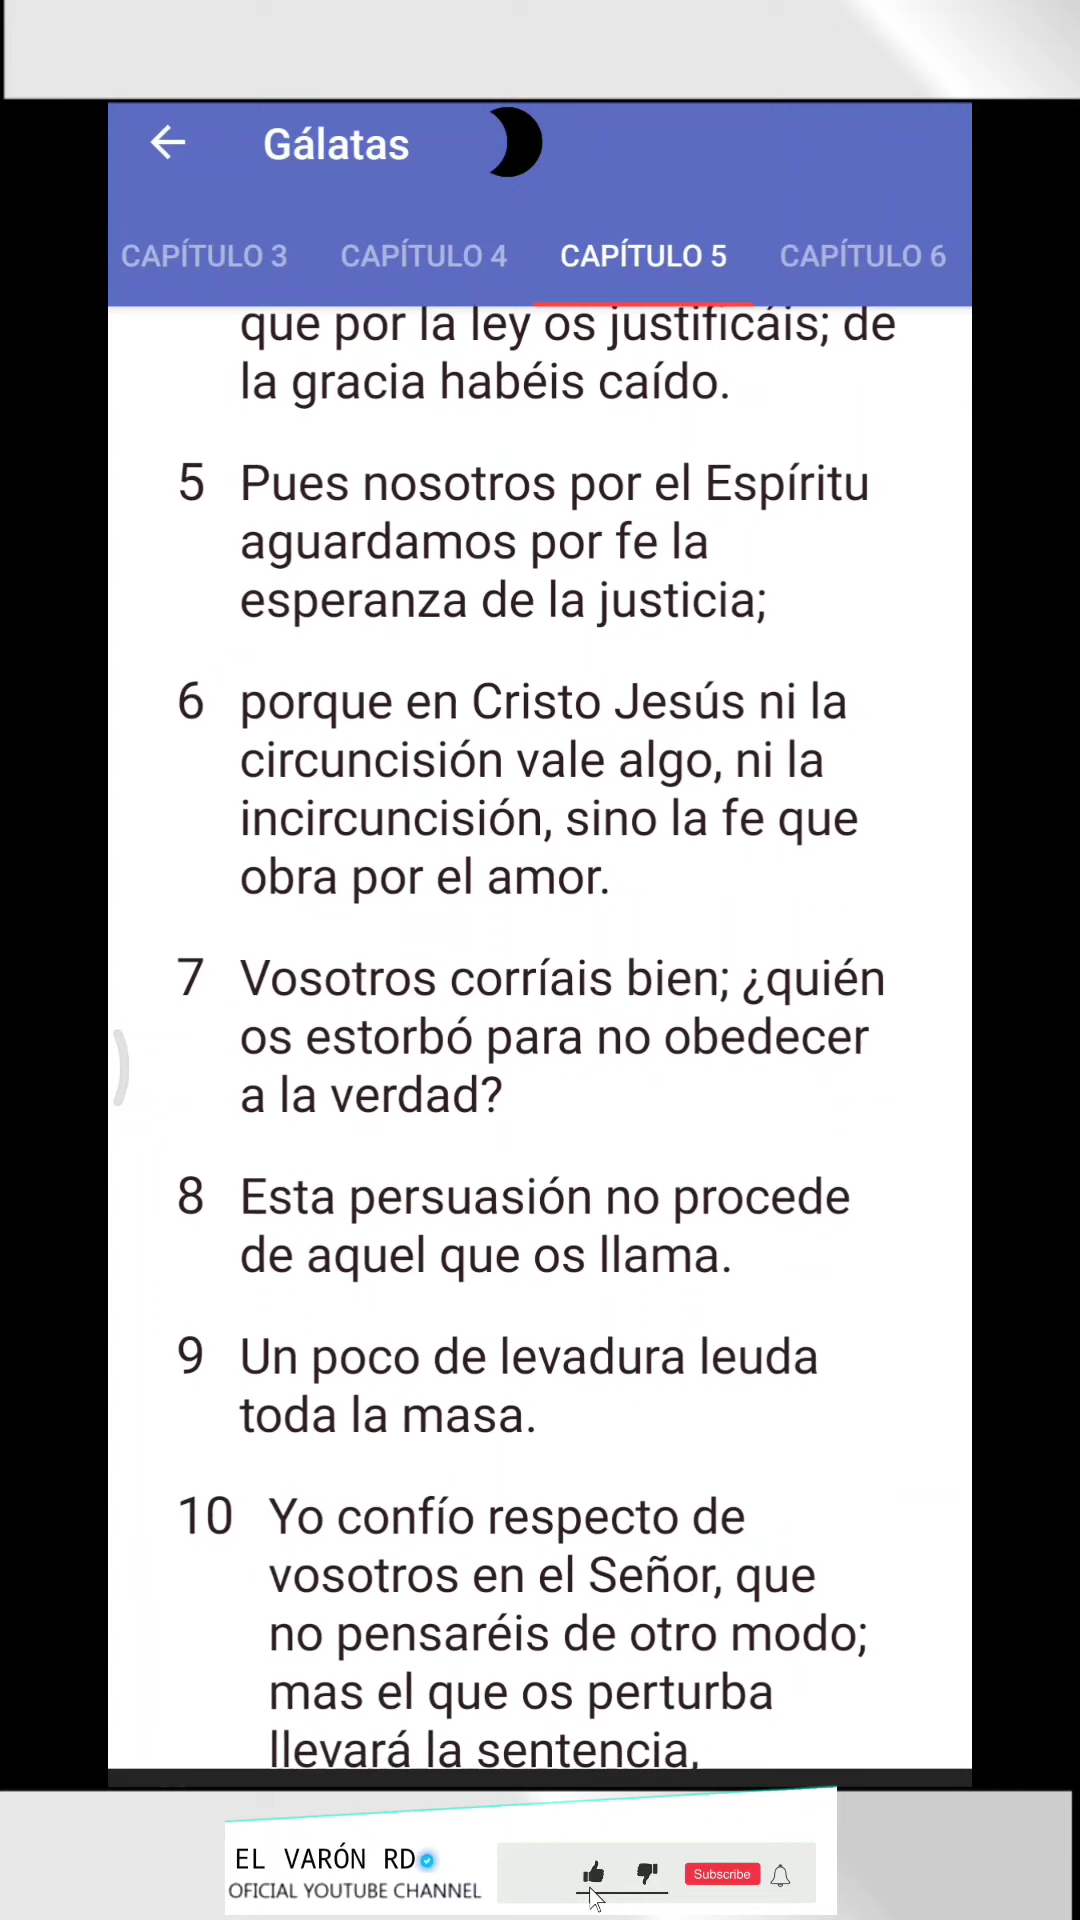 Gálatas
CAPÍTULO 3 CAPÍTULO 4 CAPÍTULO 5 CAPÍTULO 6
que por la ley os justificáis; de
la gracia habéis caído.
5 Pues nosotros por el Espíritu
aguardamos por fe la
esperanza de la justicia;
6 porque en Cristo Jesús ni la
circuncisión vale algo, ni la
incircuncisión, sino la fe que
obra por el amor.
7 Vosotros corríais bien; ¿quién
os estorbó para no obedecer
a la verdad?
8 Esta persuasión no procede
de aquel que os llama.
9 Un poco de levadura leuda
toda la masa.
10 Yo confío respecto de
vosotros en el Señor, que
no pensaréis de otro modo;
mas el que os perturba
llevará la sentencia,
EL VARÓN RD
OFICIAL YOUTUBE CHANNEL
Subscribe